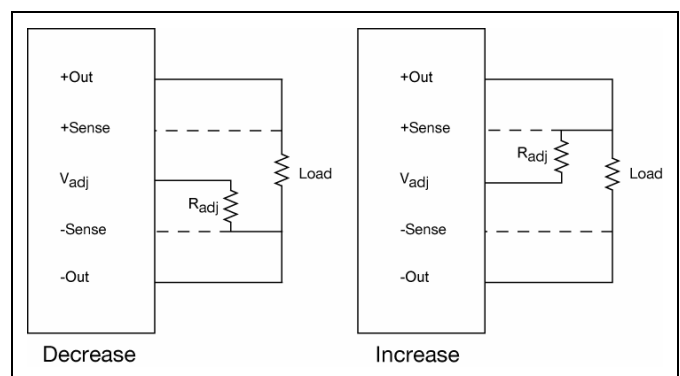 +Out
+Sense
Vadj
-Sense
-Out
Radj
Load
Decrease
+Out
+Sense
Vadj
-Sense
-Out
Radj
Load
Increase